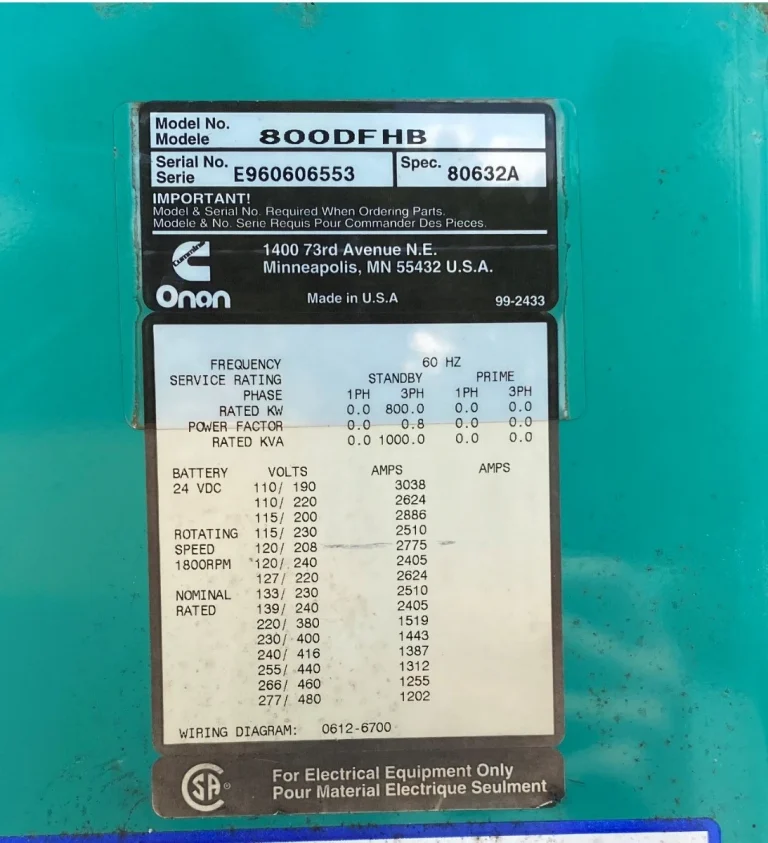 Model No.
Modele 800DFHB
Serial No. Spec.
Serie E960606553 80632A
IMPORTANT!
Model & Serial No. Required When Ordering Parts.
Modele & No. Serie Requis Pour Commander Des Pieces.
Cummins
1400 73rd Avenue N.E.
Minneapolis, MN 55432 U.S.A.
Onan Made in U.S.A 99-2433
FREQUENCY 60 HZ
SERVICE RATING STANDBY PRIME
PHASE 1PH 3PH 1PH 3PH
RATED KW 0.0 800.0 0.0 0.0
POWER FACTOR 0.0 0.8 0.0 0.0
RATED KVA 0.0 1000.0 0.0 0.0
BATTERY VOLTS AMPS AMPS
24 VDC 110/ 190 3038
110/ 220 2624
115/ 200 2886
ROTATING 115/ 230 2510
SPEED 120/ 208 2775
1800RPM 120/ 240 2405
127/ 220 2624
NOMINAL 133/ 230 2510
RATED 139/ 240 2405
220/ 380 1519
230/ 400 1443
240/ 416 1387
255/ 440 1312
266/ 460 1255
277/ 480 1202
WIRING DIAGRAM: 0612-6700
SA® For Electrical Equipment Only
Pour Material Electrique Seulment